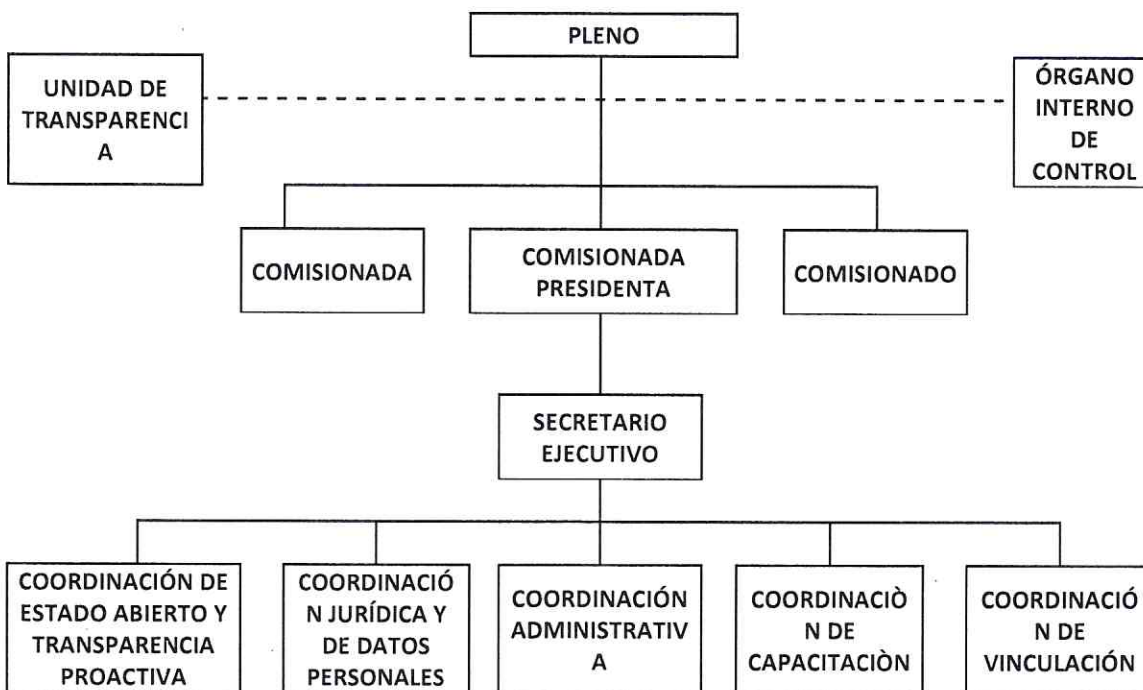 PLENO
UNIDAD DE
TRANSPARENCI
A
ÓRGANO
INTERNO
DE
CONTROL
COMISIONADA
COMISIONADA
PRESIDENTA
COMISIONADO
SECRETARIO
EJECUTIVO
COORDINACIÓN DE
ESTADO ABIERTO Y
TRANSPARENCIA
PROACTIVA
COORDINACIÓ
N JURÍDICA Y
DE DATOS
PERSONALES
COORDINACIÓN
ADMINISTRATIV
A
COORDINACIÒ
N DE
CAPACITACIÒN
COORDINACIÓ
N DE
VINCULACIÓN